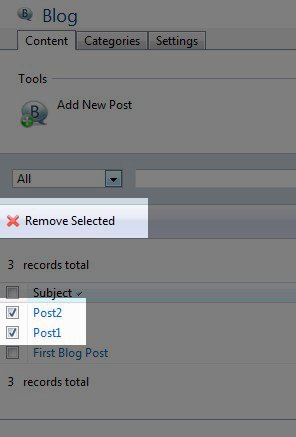 Blog
Content Categories Settings
Tools
Add New Post
All
Remove Selected
3 records total
Subject
Post2
Post1
First Blog Post
3 records total